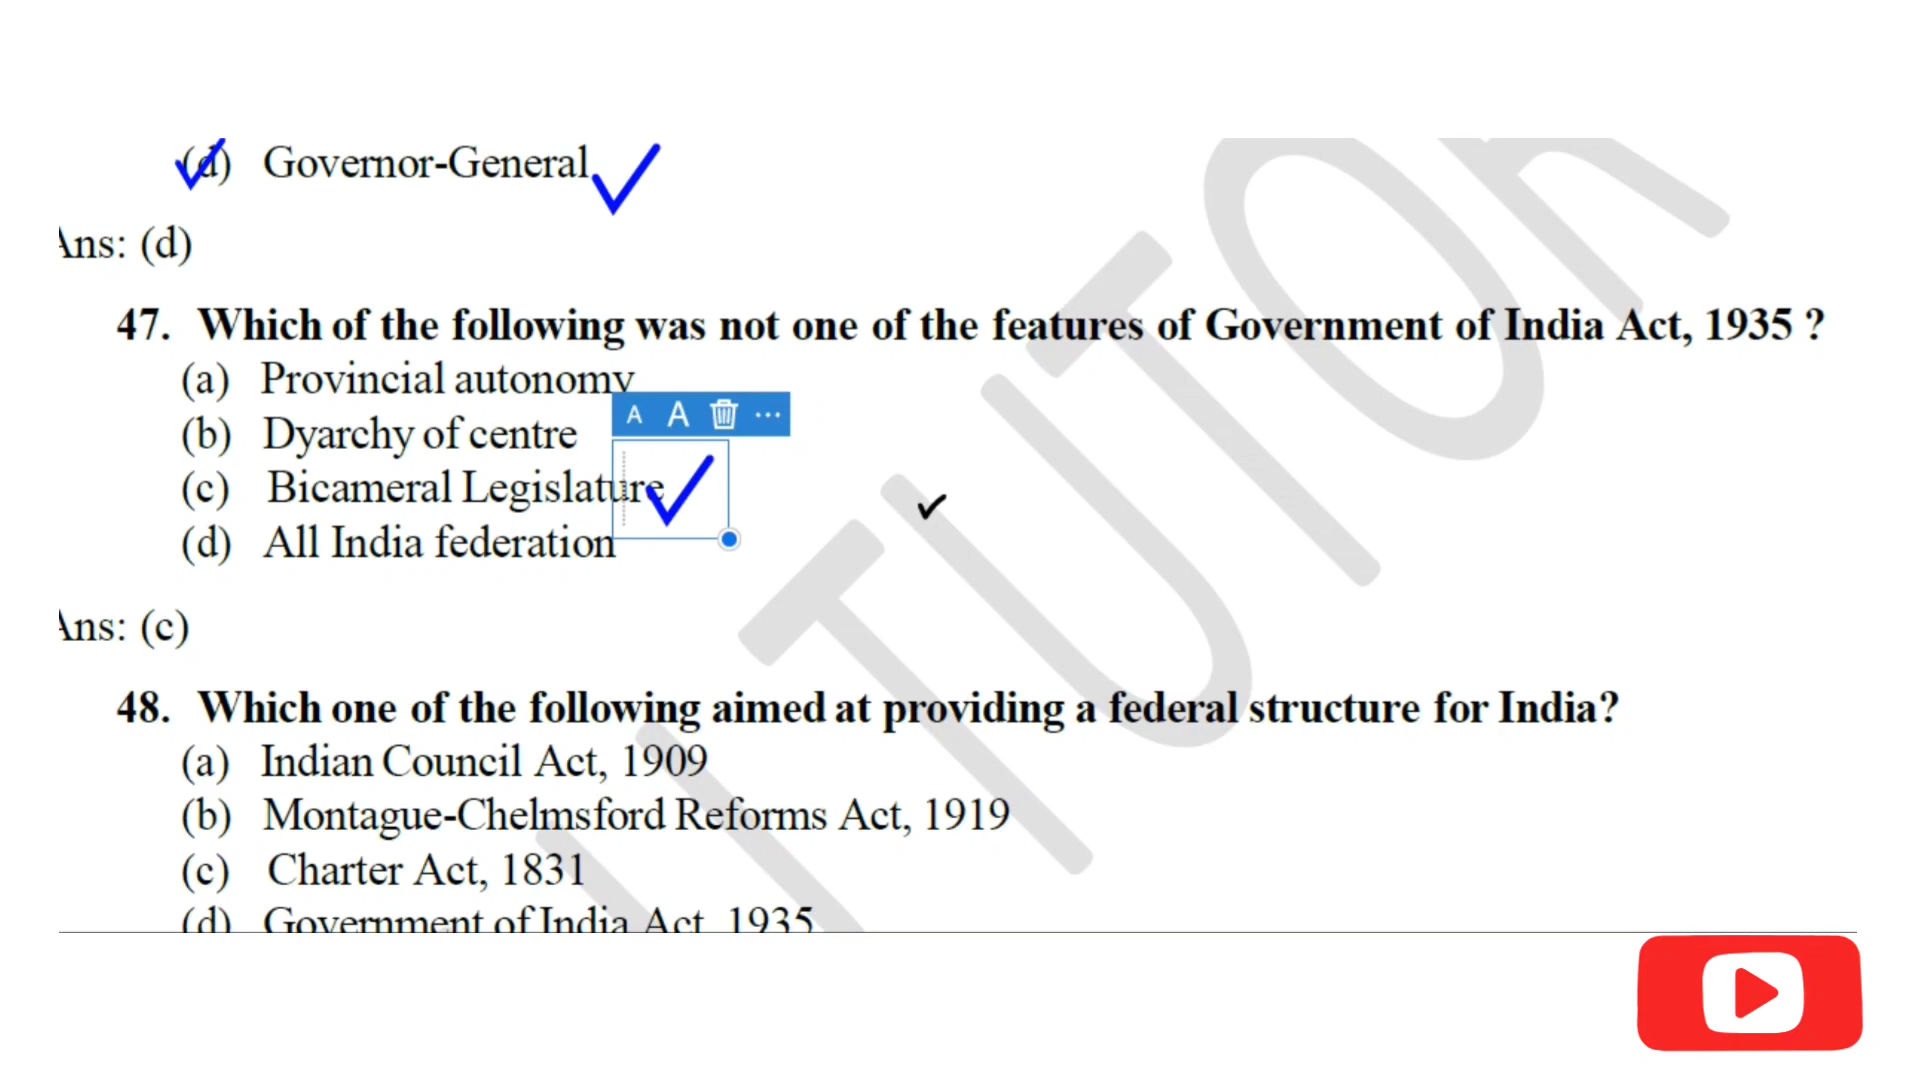 (d) Governor-General
Ans: (d)
47. Which of the following was not one of the features of Government of India Act, 1935 ?
(a) Provincial autonomy
A A
(b) Dyarchy of centre
(c) Bicameral Legislature
(d) All India federation
Ans: (c)
48. Which one of the following aimed at providing a federal structure for India?
(a) Indian Council Act, 1909
(b) Montague-Chelmsford Reforms Act, 1919
(c) Charter Act, 1831
(d) Government of India Act, 1935
TUTOR